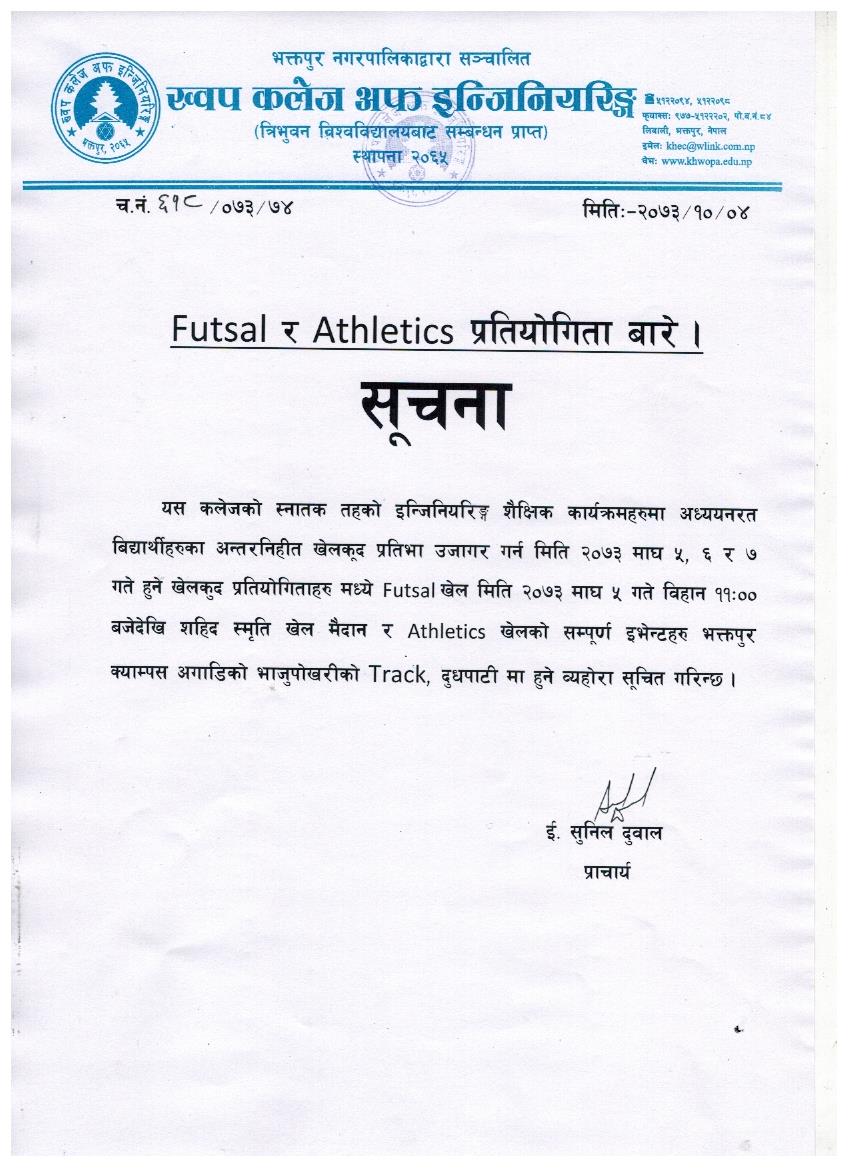 भक्तपुर नगरपालिकाद्वारा सञ्चालित
ख्वप कलेज अफ इन्जिनियरिङ्ग
(त्रिभुवन विश्वविद्यालयबाट सम्बन्धन प्राप्त)
स्थापना २०६५
ख्वप कलेज अफ इन्जिनियरिङ्ग
भक्तपुर, २०६५
☎५१२२०९४, ५१२२०९८
फ्याक्सः ९७७-५१२२२०२, पो.ब.नं.८४
लिवाली, भक्तपुर, नेपाल
इमेलः khec@wlink.com.np
वेभः www.khwopa.edu.np
च.नं. ६१८ /०७३/७४
मितिः-२०७३/१०/०४
Futsal र Athletics प्रतियोगिता बारे ।
सूचना
यस कलेजको स्नातक तहको इन्जिनियरिङ्ग शैक्षिक कार्यक्रमहरुमा अध्ययनरत
बिद्यार्थीहरुका अन्तरनिहीत खेलकूद प्रतिभा उजागर गर्न मिति २०७३ माघ ५, ६ र ७
गते हुने खेलकुद प्रतियोगिताहरु मध्ये Futsal खेल मिति २०७३ माघ ५ गते विहान ११:००
बजेदेखि शहिद स्मृति खेल मैदान र Athletics खेलको सम्पूर्ण इभेन्टहरु भक्तपुर
क्याम्पस अगाडिको भाजुपोखरीको Track, दुधपाटी मा हुने व्यहोरा सूचित गरिन्छ ।
ई. सुनिल दुवाल
प्राचार्य